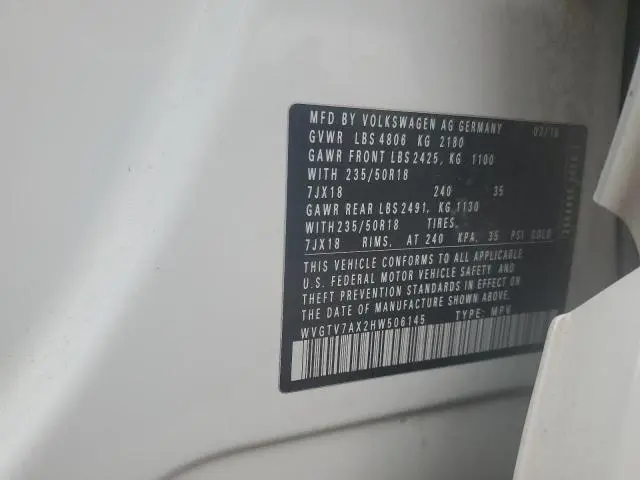 MFD BY VOLKSWAGEN AG GERMANY 07/16
GVWR LBS 4806 KG 2180
GAWR FRONT LBS 2425, KG 1100
WITH 235/50R18
7JX18 240 35
GAWR REAR LBS 2491, KG 1130
WITH 235/50R18 TIRES,
7JX18 RIMS, AT 240 KPA, 35 PSI COLD
THIS VEHICLE CONFORMS TO ALL APPLICABLE
U.S. FEDERAL MOTOR VEHICLE SAFETY AND
THEFT PREVENTION STANDARDS IN EFFECT ON
THE DATE OF MANUFACTURE SHOWN ABOVE.
WVGTV7AX2HW506145 TYPE: MPV